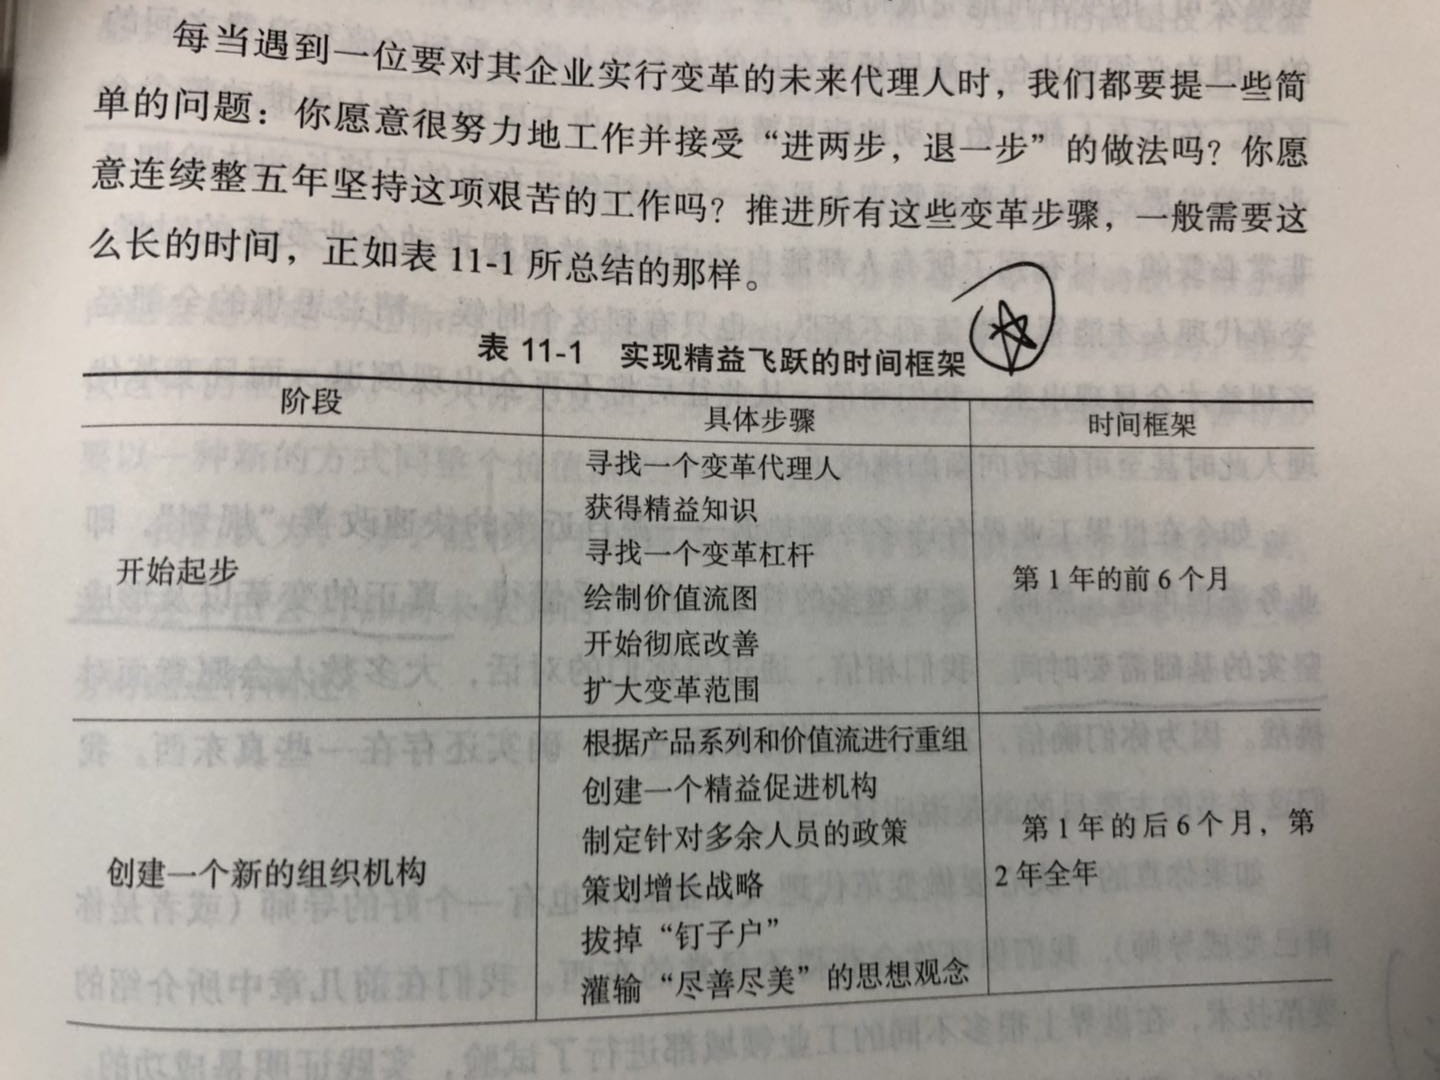 每当遇到一位要对其企业实行变革的未来代理人时，我们都要提一些简
单的问题：你愿意很努力地工作并接受“进两步，退一步”的做法吗？你愿
意连续整五年坚持这项艰苦的工作吗？推进所有这些变革步骤，一般需要这
么长的时间，正如表 11-1 所总结的那样。
表 11-1 实现精益飞跃的时间框架
阶段 具体步骤 时间框架
开始起步
寻找一个变革代理人
获得精益知识
寻找一个变革杠杆
绘制价值流图
开始彻底改善
扩大变革范围
第 1 年的前 6 个月
创建一个新的组织机构
根据产品系列和价值流进行重组
创建一个精益促进机构
制定针对多余人员的政策
策划增长战略
拔掉“钉子户”
灌输“尽善尽美”的思想观念
第 1 年的后 6 个月，第
2 年全年